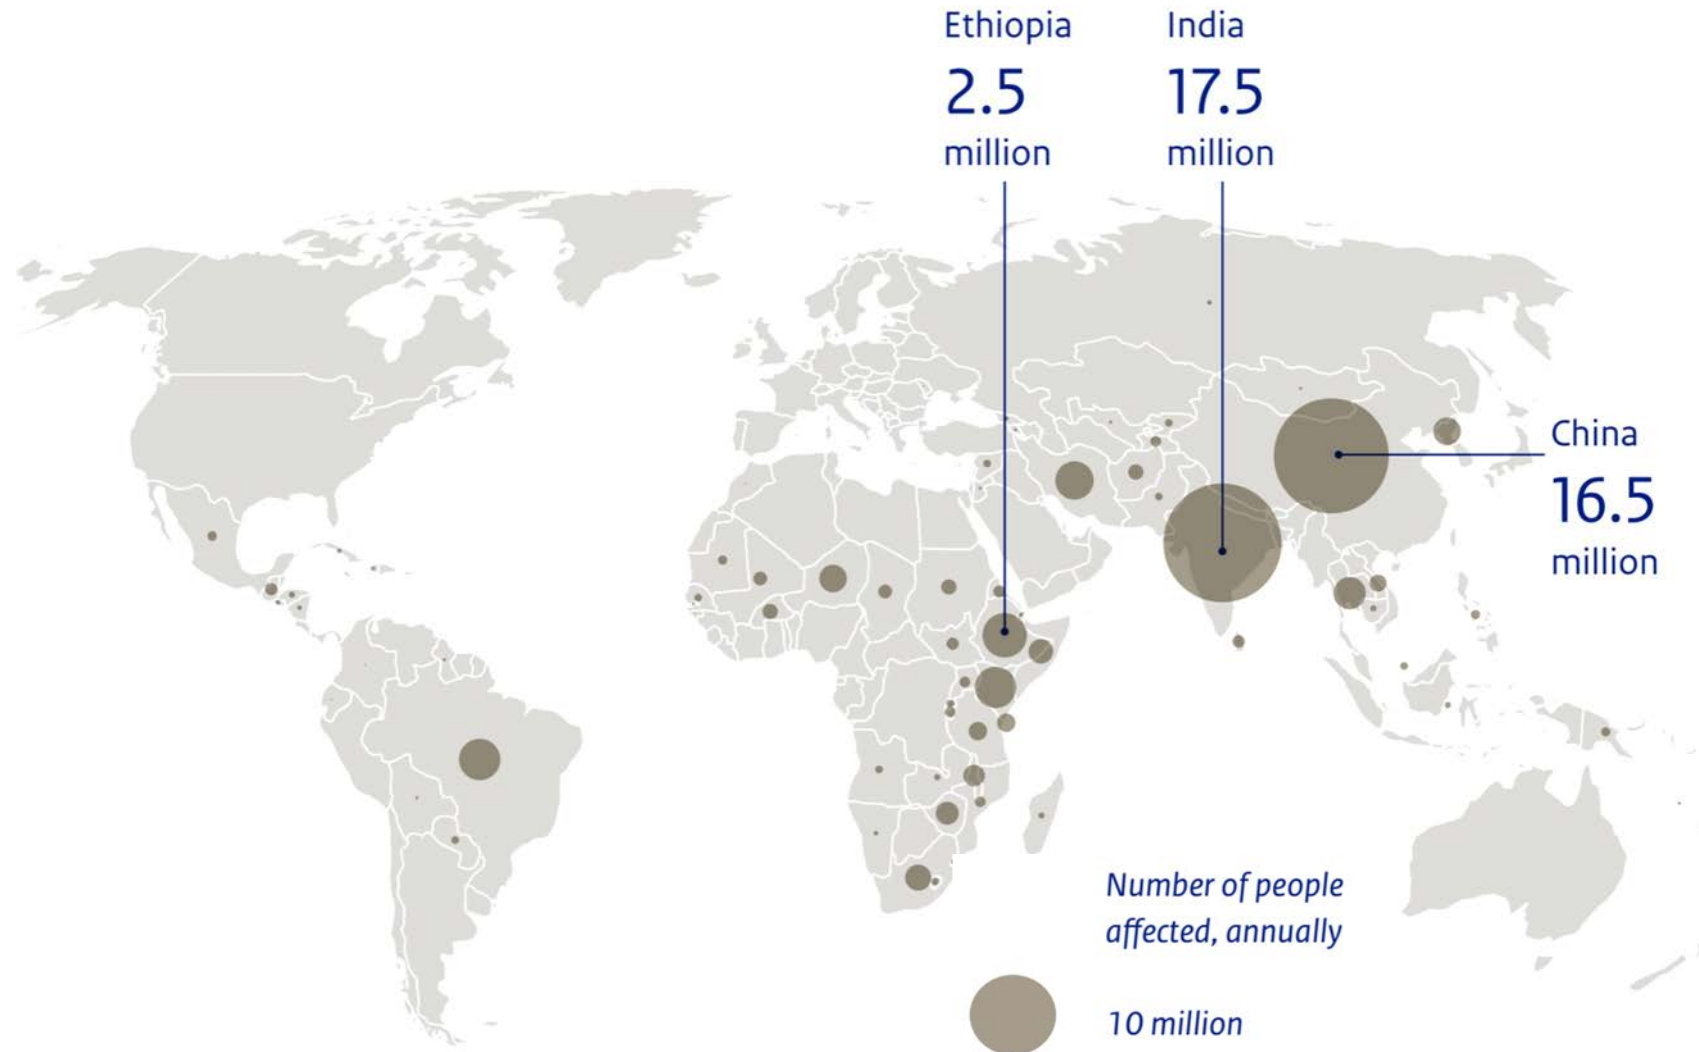 Ethiopia
2.5
million
India
17.5
million
China
16.5
million
Number of people
affected, annually
10 million